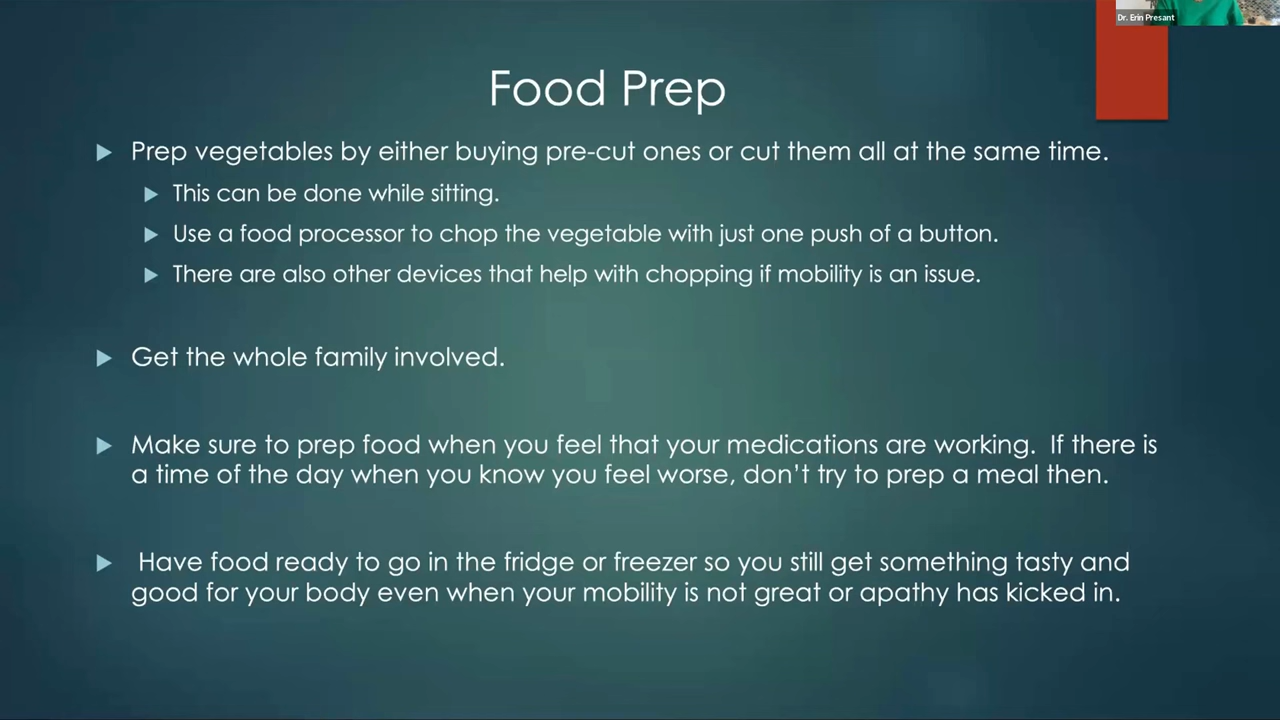 Dr. Erin Presant
Food Prep
Prep vegetables by either buying pre-cut ones or cut them all at the same time.
This can be done while sitting.
Use a food processor to chop the vegetable with just one push of a button.
There are also other devices that help with chopping if mobility is an issue.
Get the whole family involved.
Make sure to prep food when you feel that your medications are working.  If there is
a time of the day when you know you feel worse, don't try to prep a meal then.
Have food ready to go in the fridge or freezer so you still get something tasty and
good for your body even when your mobility is not great or apathy has kicked in.